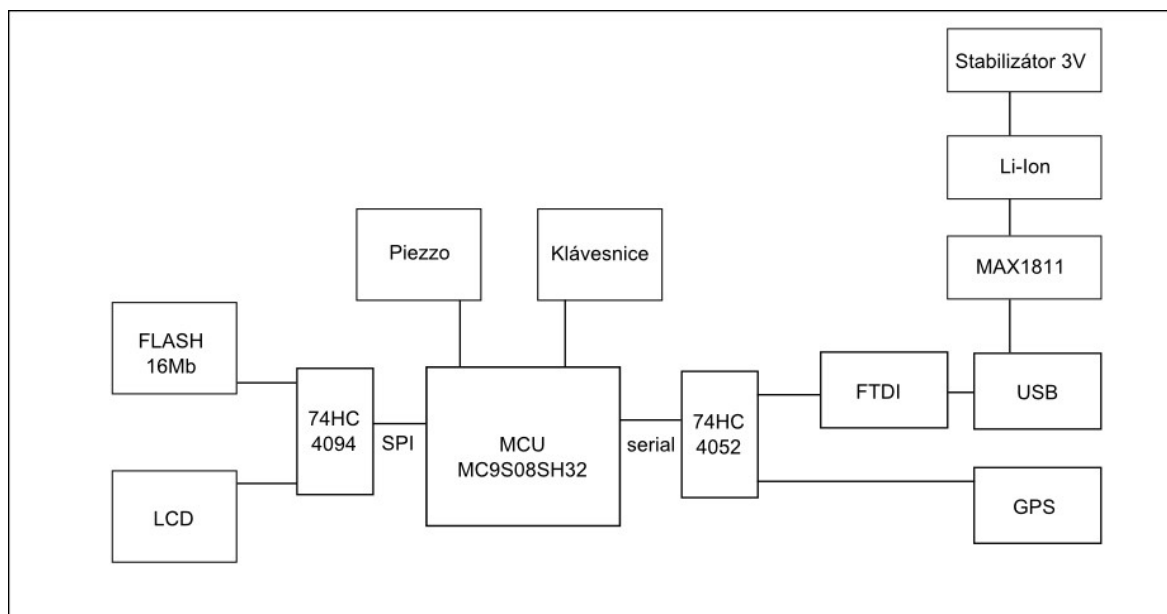 Stabilizátor 3V
Li-Ion
MAX1811
Piezzo
Klávesnice
FLASH
16Mb
74HC
4094
SPI
MCU
MC9S08SH32
serial
74HC
4052
FTDI
USB
LCD
GPS